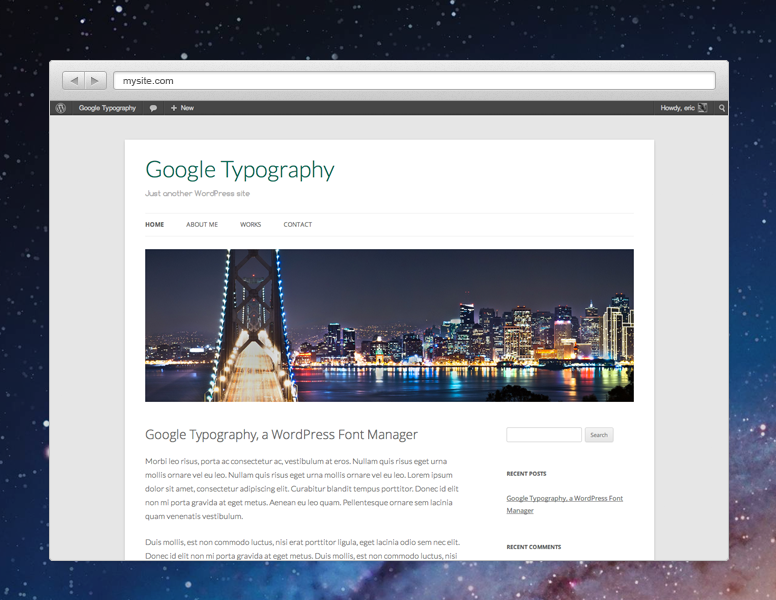 mysite.com
Google Typography
New
Howdy, eric
Google Typography
Just another WordPress site
HOME
ABOUT ME
WORKS
CONTACT
Google Typography, a WordPress Font Manager
Morbi leo risus, porta ac consectetur ac, vestibulum at eros. Nullam quis risus eget urna
mollis ornare vel eu leo. Nullam quis risus eget urna mollis ornare vel eu leo. Lorem ipsum
dolor sit amet, consectetur adipiscing elit. Curabitur blandit tempus porttitor. Donec id elit
non mi porta gravida at eget metus. Aenean eu leo quam. Pellentesque ornare sem lacinia
quam venenatis vestibulum.
Duis mollis, est non commodo luctus, nisi erat porttitor ligula, eget lacinia odio sem nec elit.
Donec id elit non mi porta gravida at eget metus. Duis mollis, est non commodo luctus, nisi
Search
RECENT POSTS
Google Typography, a WordPress Font
Manager
RECENT COMMENTS